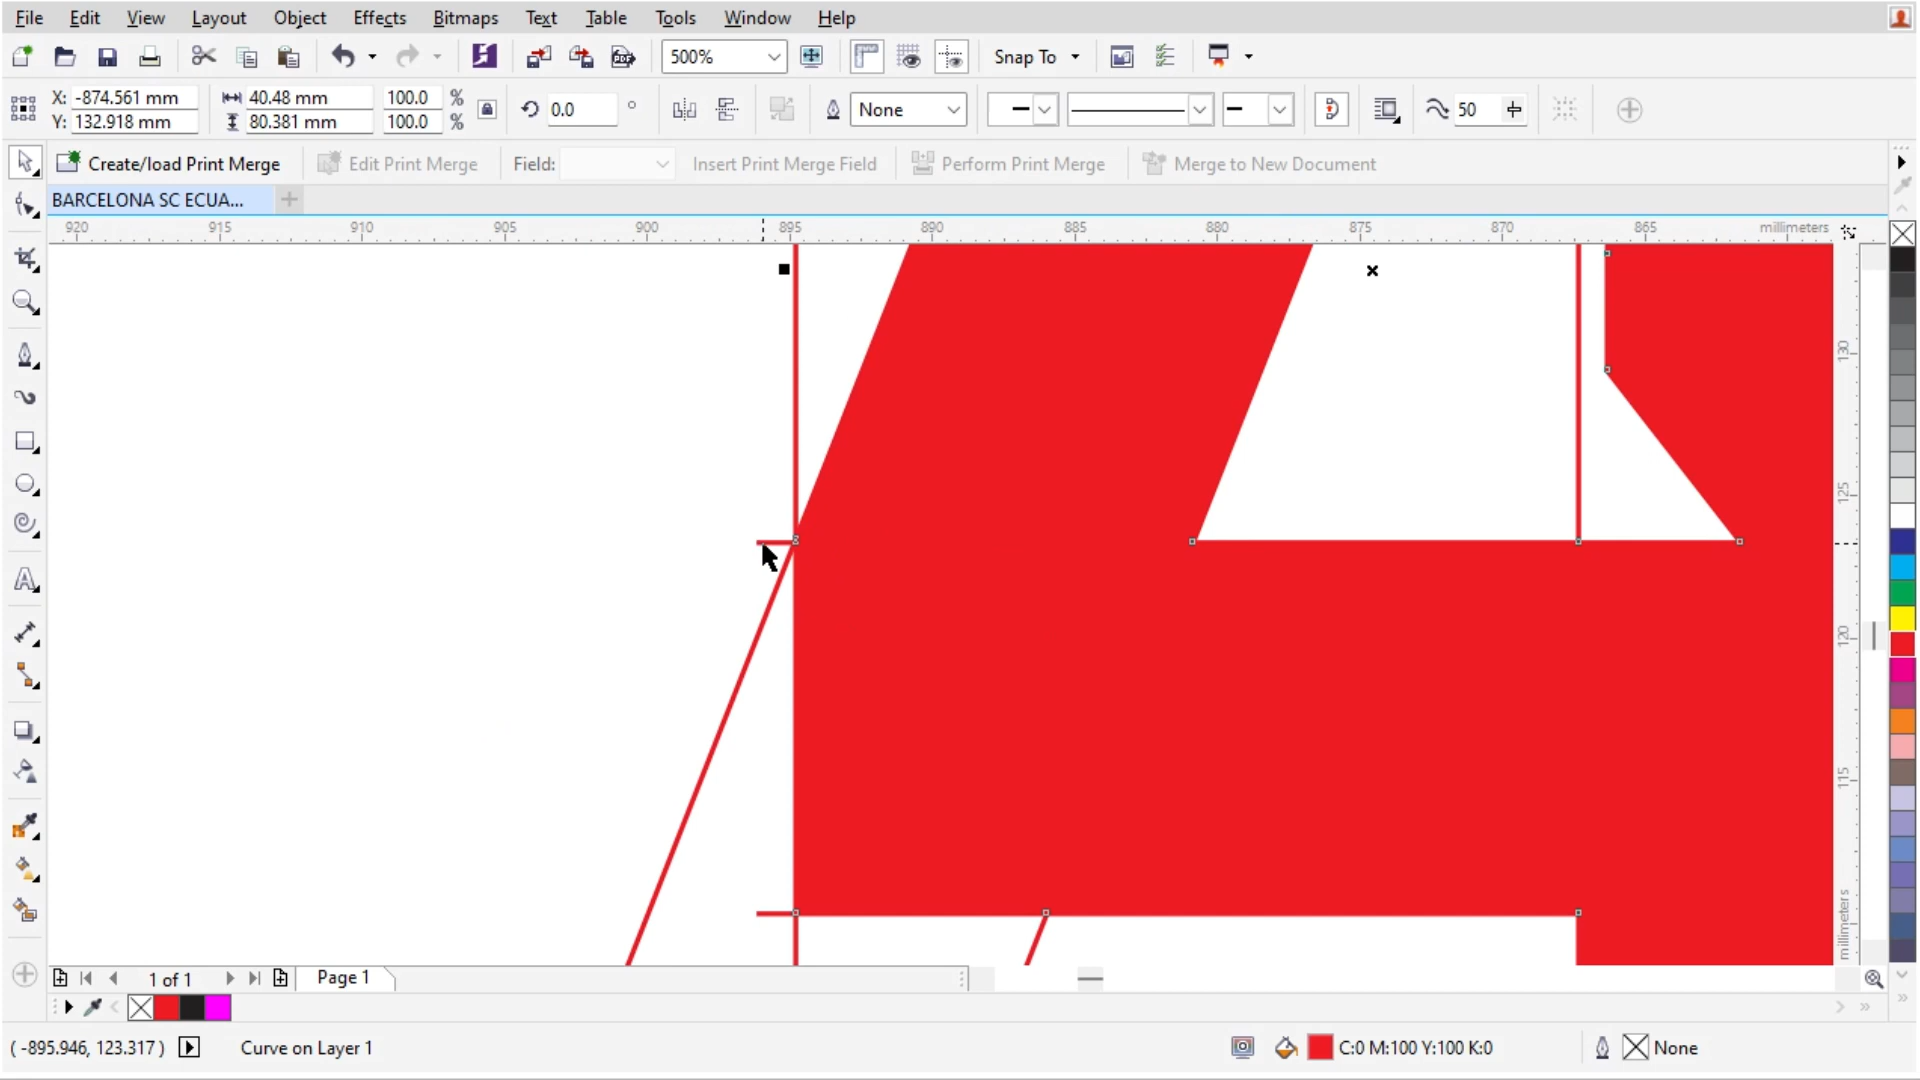 File Edit View Layout Object Effects Bitmaps Text Table Tools Window Help
PDF 500% Snap To
X: -874.561 mm 40.48 mm 100.0 % 0.0 ° None 50
Y: 132.918 mm 80.381 mm 100.0 %
Create/load Print Merge Edit Print Merge Field: Insert Print Merge Field Perform Print Merge Merge to New Document
BARCELONA SC ECUA...
920 915 910 905 900 895 890 885 880 875 870 865 millimeters
130
125
120
115
millimeters
1 of 1 Page 1
( -895.946, 123.317 ) Curve on Layer 1 C:0 M:100 Y:100 K:0 None